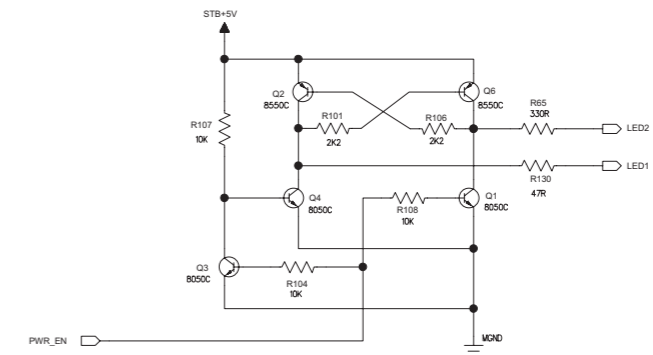 STB+5V
Q2
8550C
Q6
8550C
R65
330R
R107
10K
R101
2K2
R106
2K2
LED2
LED1
R130
47R
Q4
8050C
R108
10K
Q1
8050C
Q3
8050C
R104
10K
PWR_EN
MGND